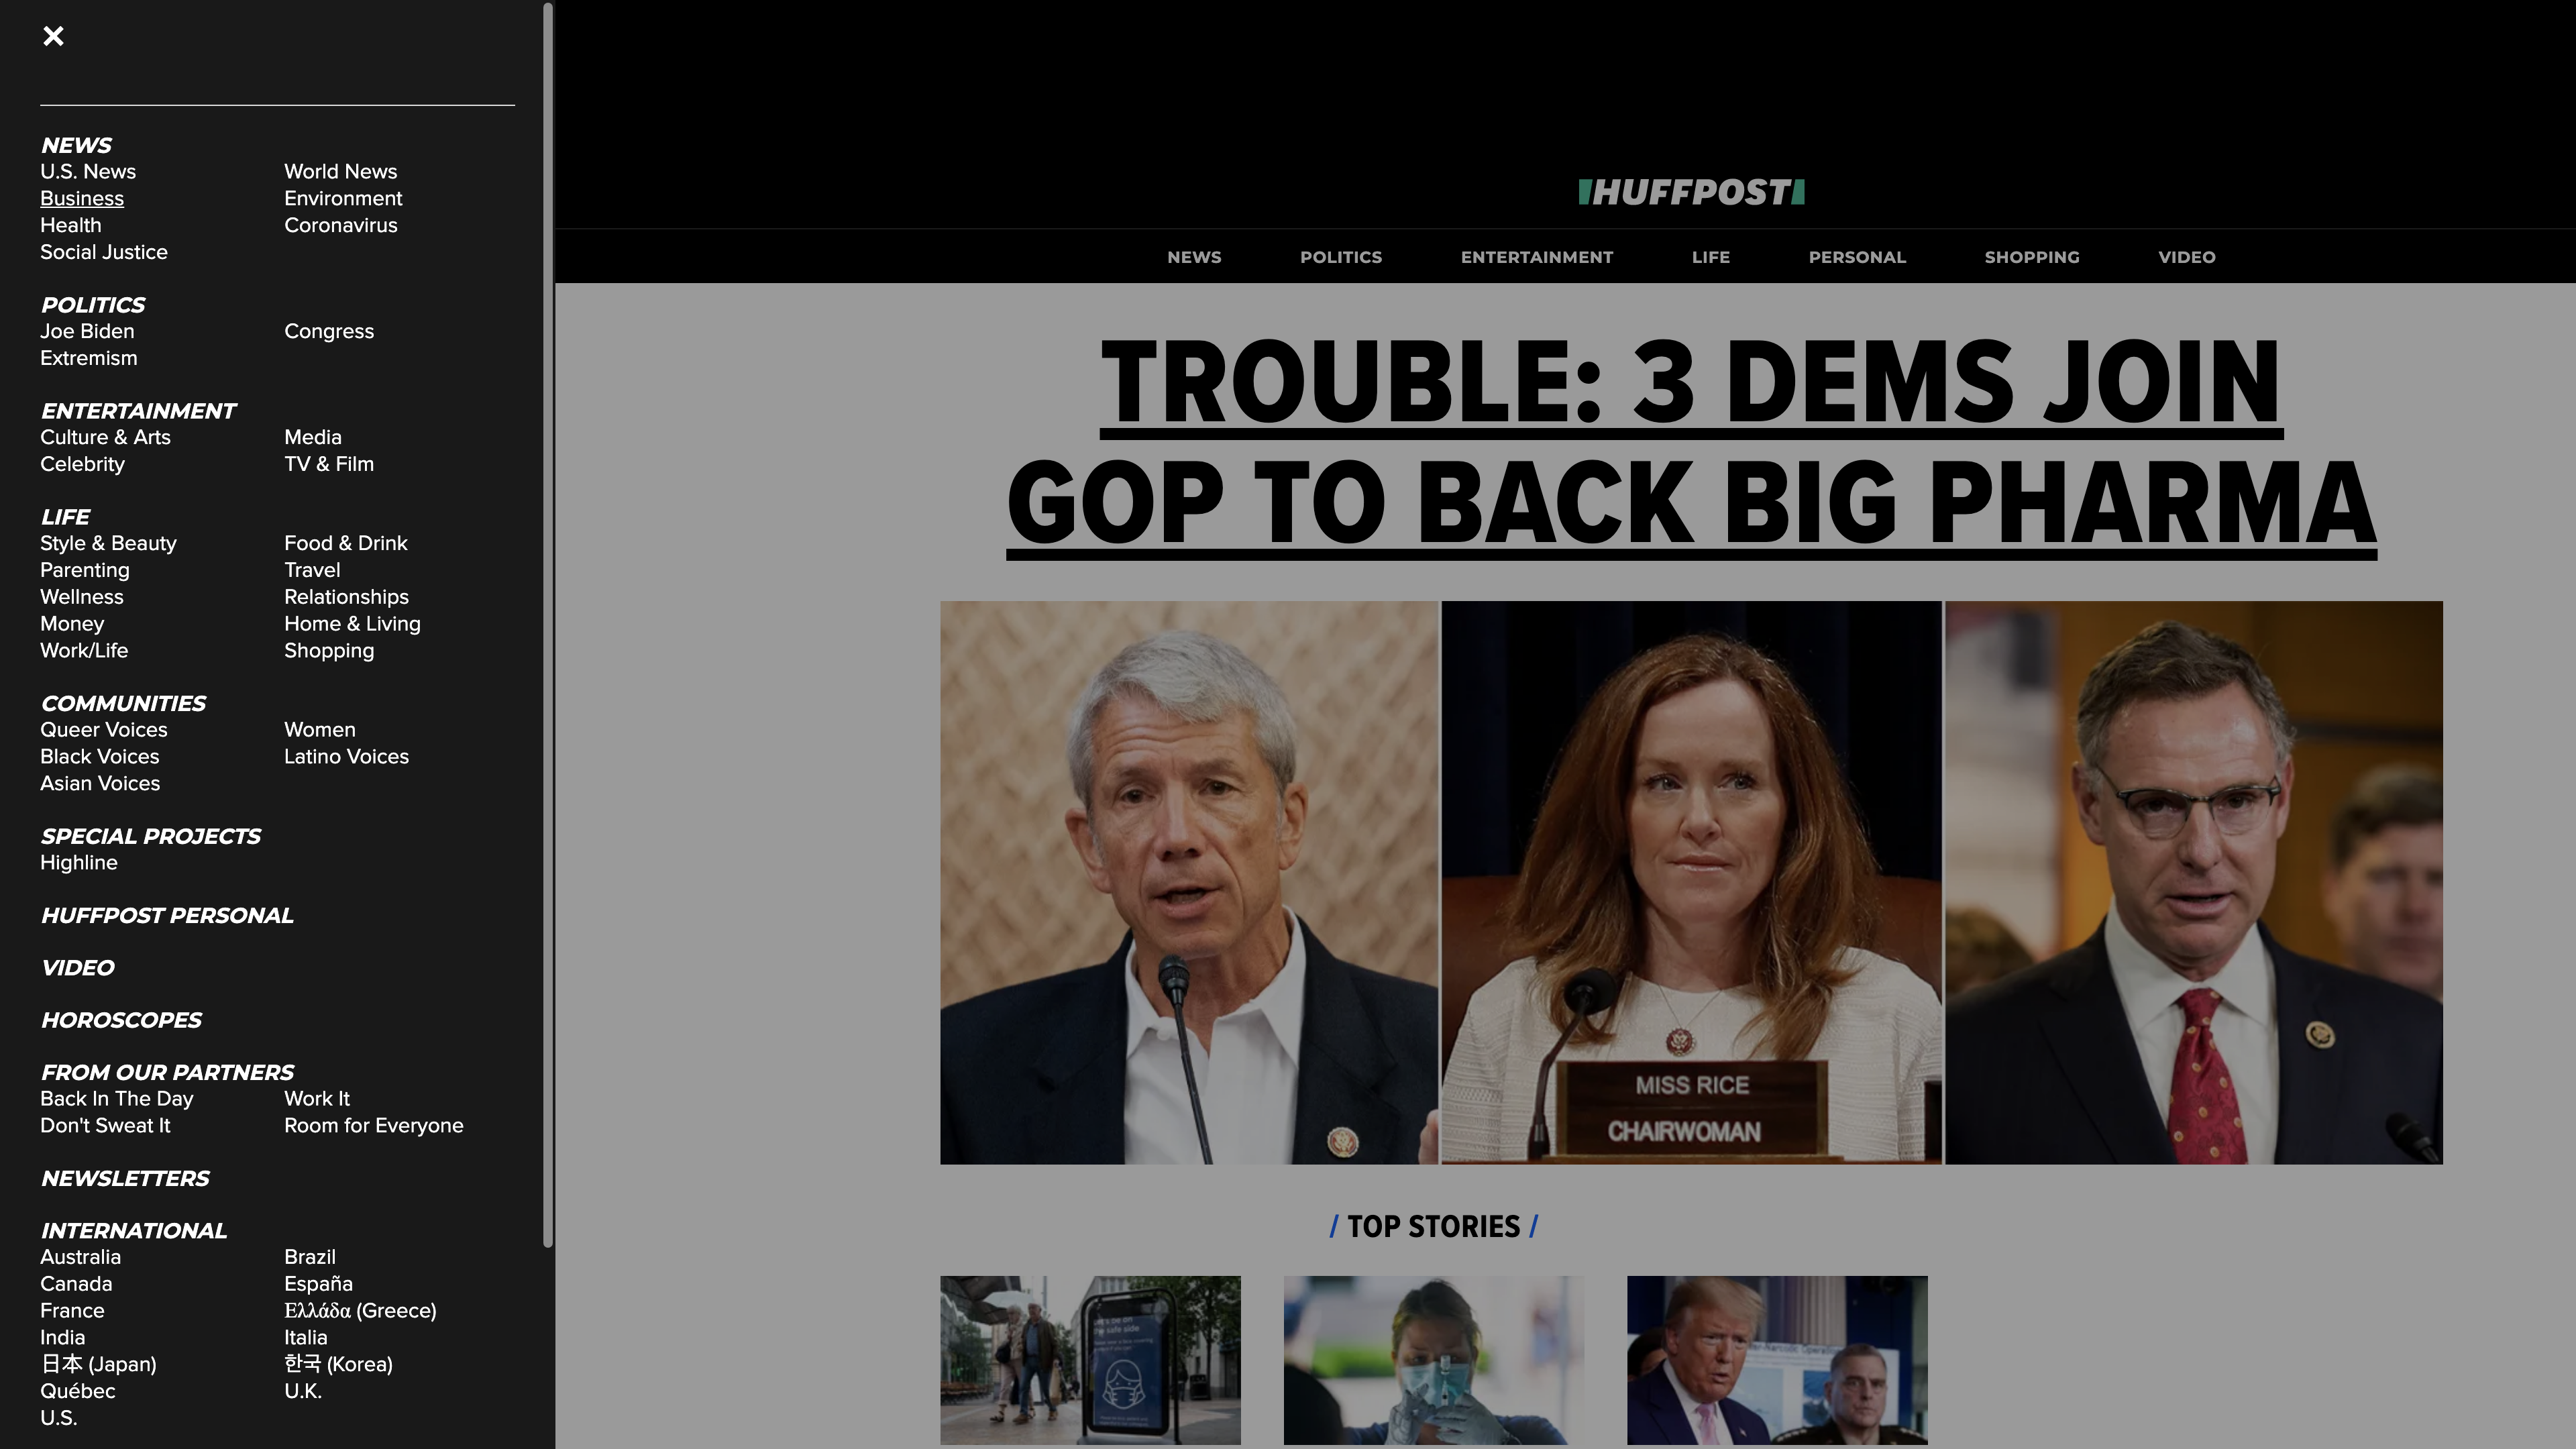 NEWS
U.S. News World News
Business Environment
Health Coronavirus
Social Justice
POLITICS
Joe Biden Congress
Extremism
ENTERTAINMENT
Culture & Arts Media
Celebrity TV & Film
LIFE
Style & Beauty Food & Drink
Parenting Travel
Wellness Relationships
Money Home & Living
Work/Life Shopping
COMMUNITIES
Queer Voices Women
Black Voices Latino Voices
Asian Voices
SPECIAL PROJECTS
Highline
HUFFPOST PERSONAL
VIDEO
HOROSCOPES
FROM OUR PARTNERS
Back In The Day Work It
Don't Sweat It Room for Everyone
NEWSLETTERS
INTERNATIONAL
Australia Brazil
Canada España
France Ελλάδα (Greece)
India Italia
日本 (Japan) 한국 (Korea)
Québec U.K.
U.S.
HUFFPOST
NEWS POLITICS ENTERTAINMENT LIFE PERSONAL SHOPPING VIDEO
TROUBLE: 3 DEMS JOIN
GOP TO BACK BIG PHARMA
MISS RICE
CHAIRWOMAN
/ TOP STORIES /
the safe side